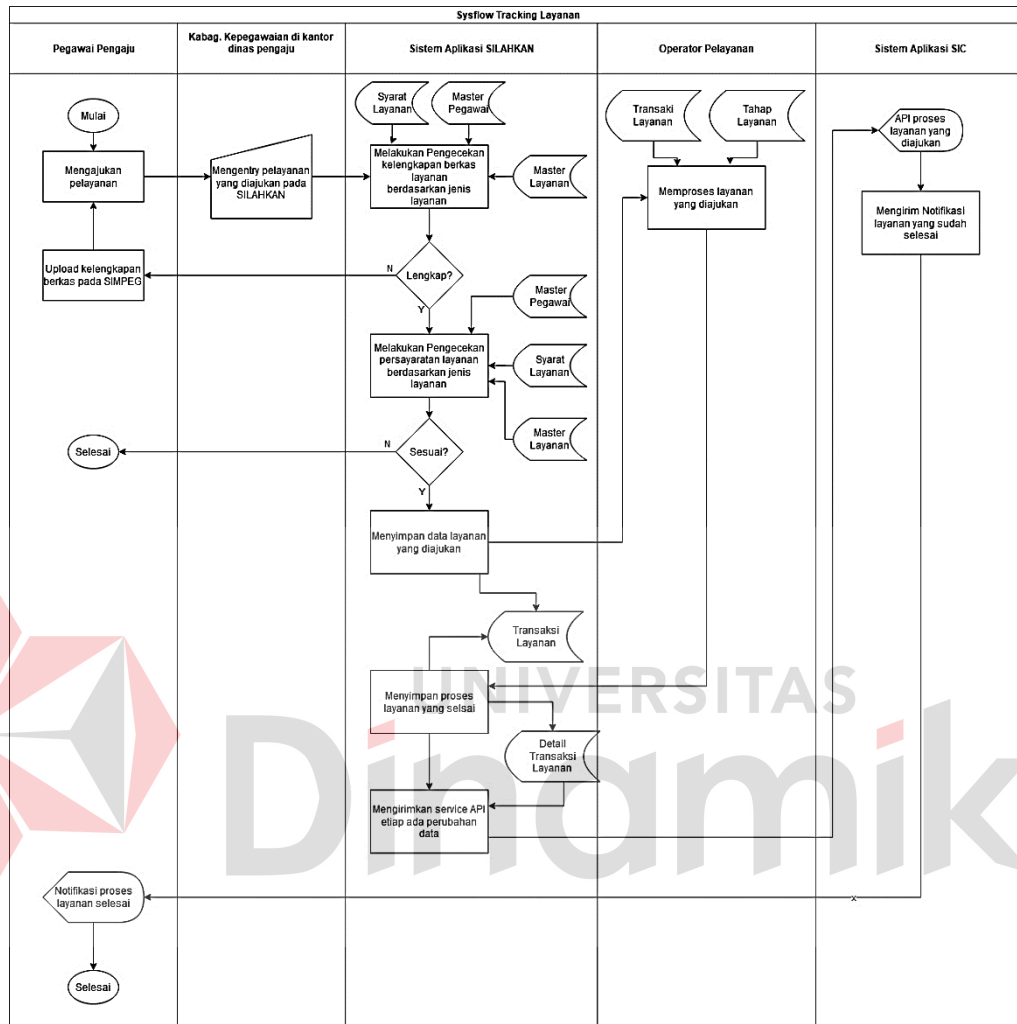 Sysflow Tracking Layanan
Pegawai Pengaju
Kabag. Kepegawaian di kantor
dinas pengaju
Sistem Aplikasi SILAHKAN
Operator Pelayanan
Sistem Aplikasi SIC
Mulai
Mengajukan
pelayanan
Mengentry pelayanan
yang diajukan pada
SILAHKAN
Syarat
Layanan
Master
Pegawai
Melakukan Pengecekan
kelengkapan berkas
layanan
berdasarkan jenis
layanan
Master
Layanan
Transaki
Layanan
Tahap
Layanan
Memproses layanan
yang diajukan
API proses
layanan yang
diajukan
Mengirim Notifikasi
layanan yang sudah
selesai
Upload kelengkapan
berkas pada SIMPEG
N
Lengkap?
Y
Master
Pegawai
Melakukan Pengecekan
persayaratan layanan
berdasarkan jenis
layanan
Syarat
Layanan
Master
Layanan
Selesai
N
Sesuai?
Y
Menyimpan data layanan
yang diajukan
Transaksi
Layanan
UNIVERSITAS
Dinamik
Menyimpan proses
layanan yang selsai
Detail
Transaksi
Layanan
Mengirimkan service API
etiap ada perubahan
data
Notifikasi proses
layanan selesai
x
Selesai